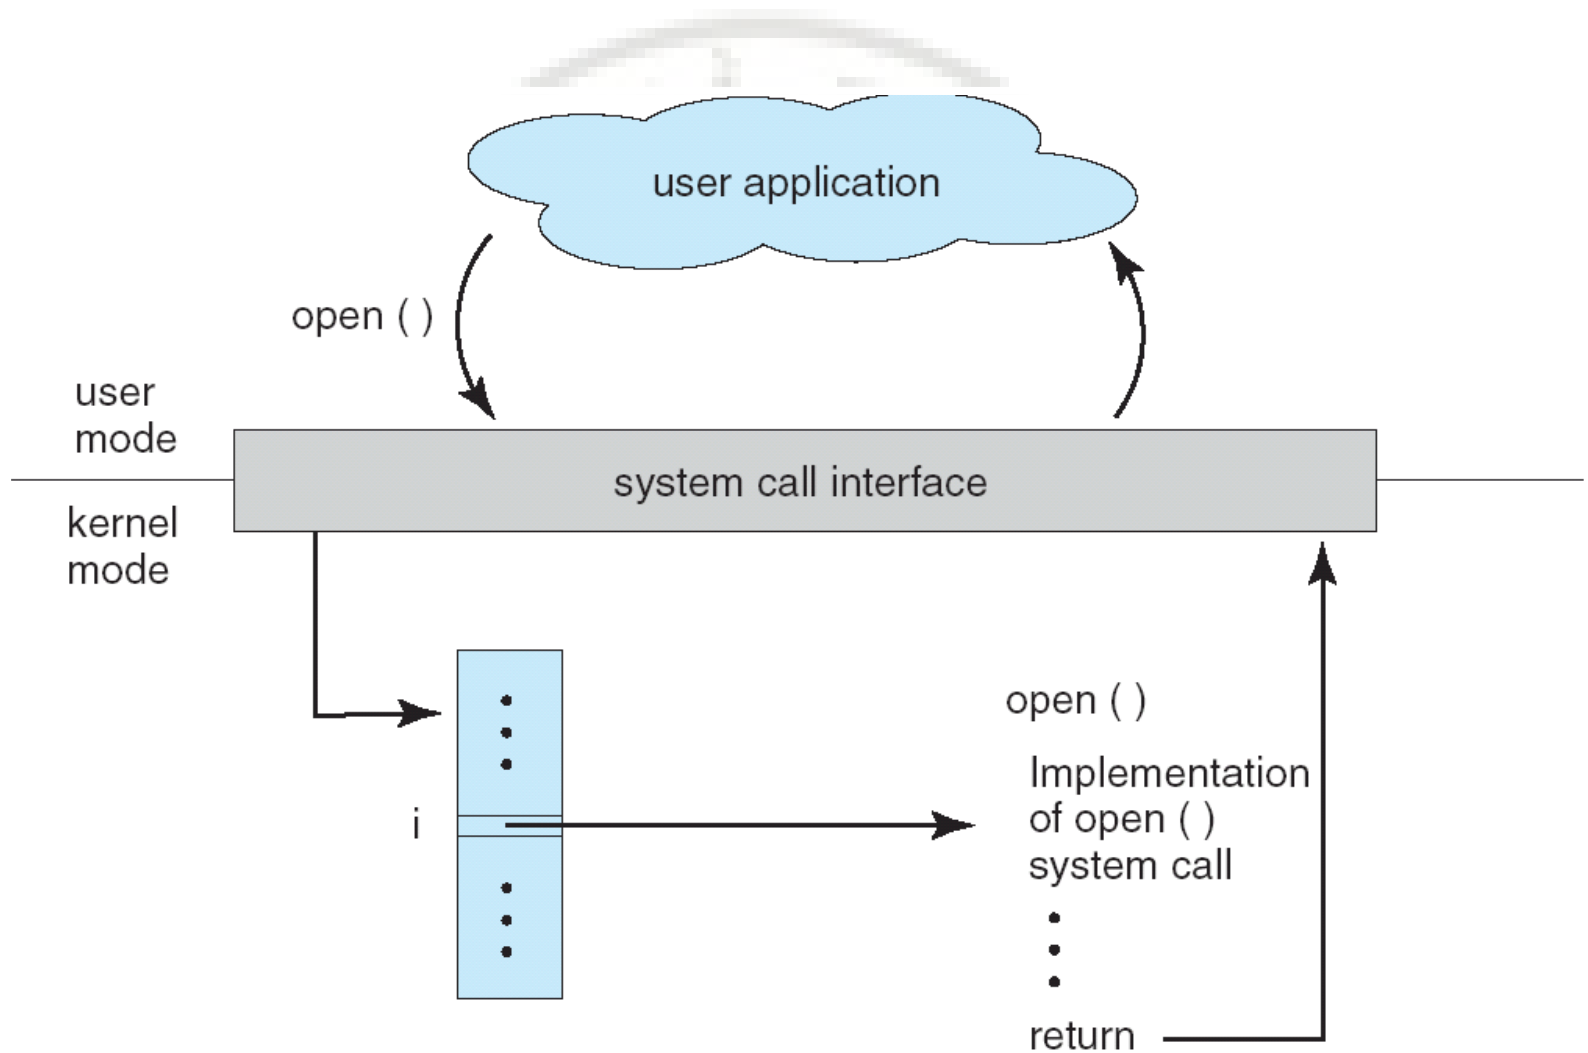 user application
open ( )
user
mode
system call interface
kernel
mode
open ( )
Implementation
of open ( )
system call
i
return